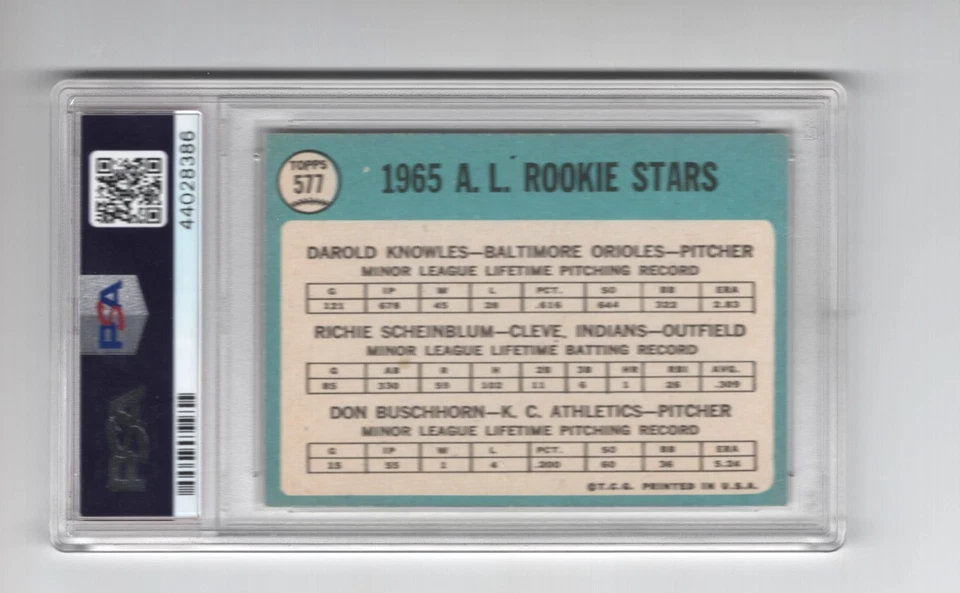 44028386
PSA
PSA
TOPPS
577
1965 A. L. ROOKIE STARS
DAROLD KNOWLES—BALTIMORE ORIOLES—PITCHER
MINOR LEAGUE LIFETIME PITCHING RECORD
G IP W L PCT. SO BB ERA
121 678 45 28 .616 644 322 2.83
RICHIE SCHEINBLUM—CLEVE. INDIANS—OUTFIELD
MINOR LEAGUE LIFETIME BATTING RECORD
G AB R H 2B 3B HR RBI AVG.
85 330 59 102 11 6 1 26 .309
DON BUSCHHORN—K. C. ATHLETICS—PITCHER
MINOR LEAGUE LIFETIME PITCHING RECORD
G IP W L PCT. SO BB ERA
15 55 1 4 .200 60 36 5.24
©T.C.G. PRINTED IN U.S.A.